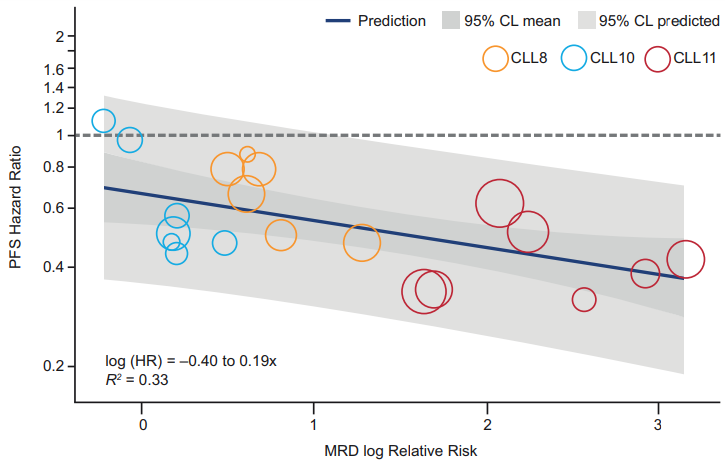 Prediction 95% CL mean 95% CL predicted
CLL8 CLL10 CLL11
2
1.6
1.4
1.2
1
0.8
0.6
0.4
0.2
PFS Hazard Ratio
log (HR) = –0.40 to 0.19x
R² = 0.33
0 1 2 3
MRD log Relative Risk